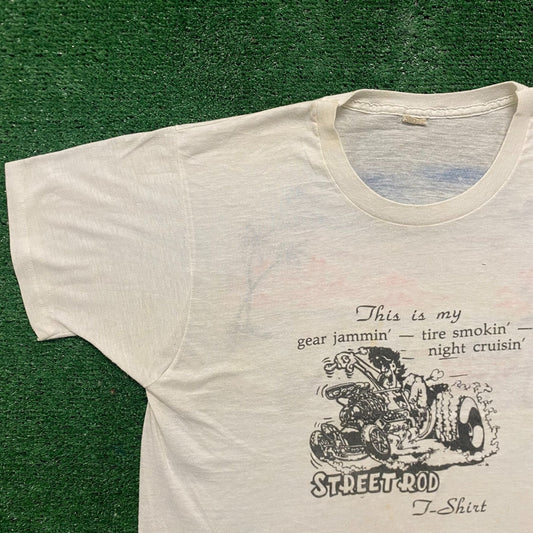 This is my
gear jammin' — tire smokin' —
night cruisin'
STREET ROD
T-Shirt